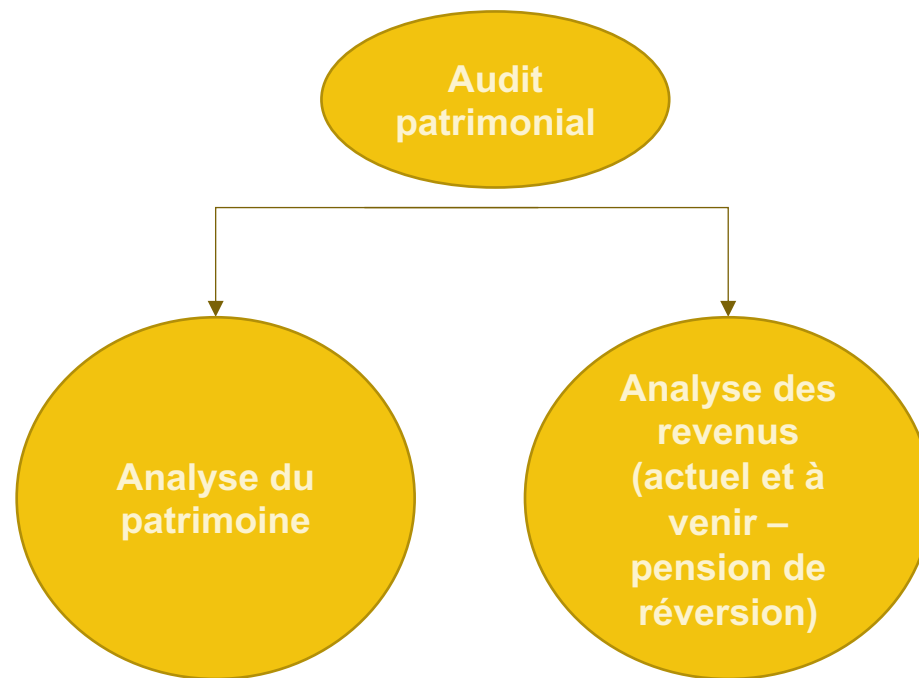 Audit
patrimonial
Analyse du
patrimoine
Analyse des
revenus
(actuel et à
venir –
pension de
réversion)